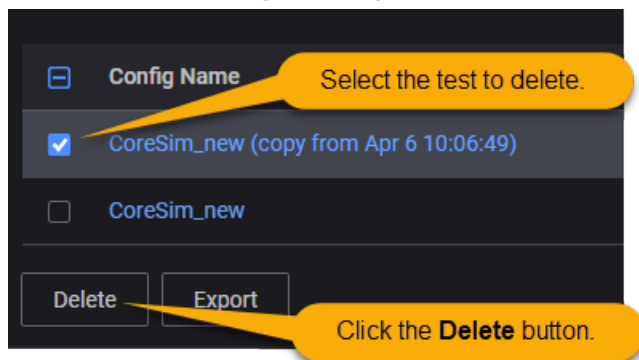 Config Name
Select the test to delete.
CoreSim_new (copy from Apr 6 10:06:49)
CoreSim_new
Delete
Export
Click the Delete button.